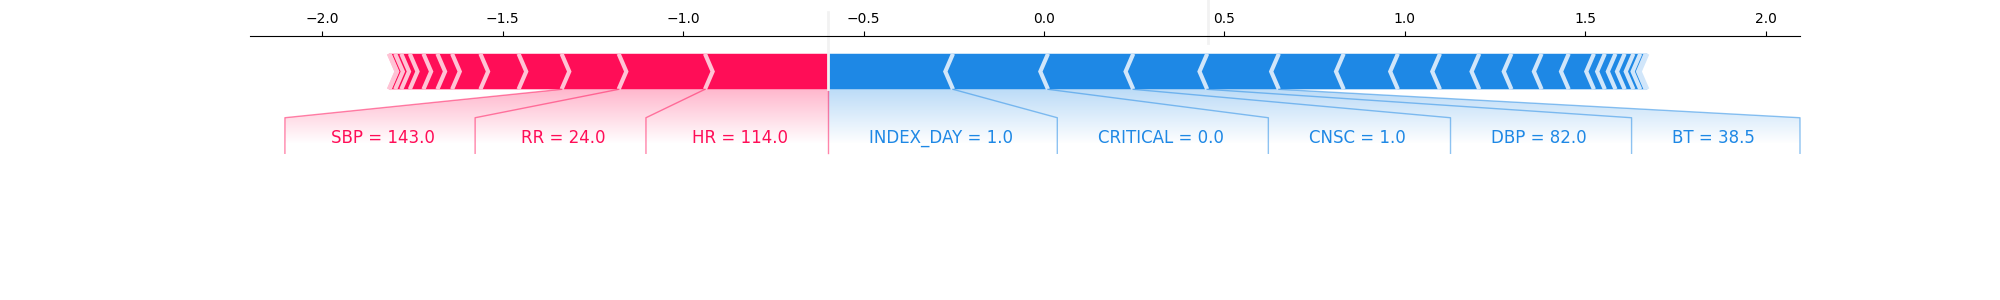 −2.0 −1.5 −1.0 −0.5 0.0 0.5 1.0 1.5 2.0
SBP = 143.0 RR = 24.0 HR = 114.0 INDEX_DAY = 1.0 CRITICAL = 0.0 CNSC = 1.0 DBP = 82.0 BT = 38.5